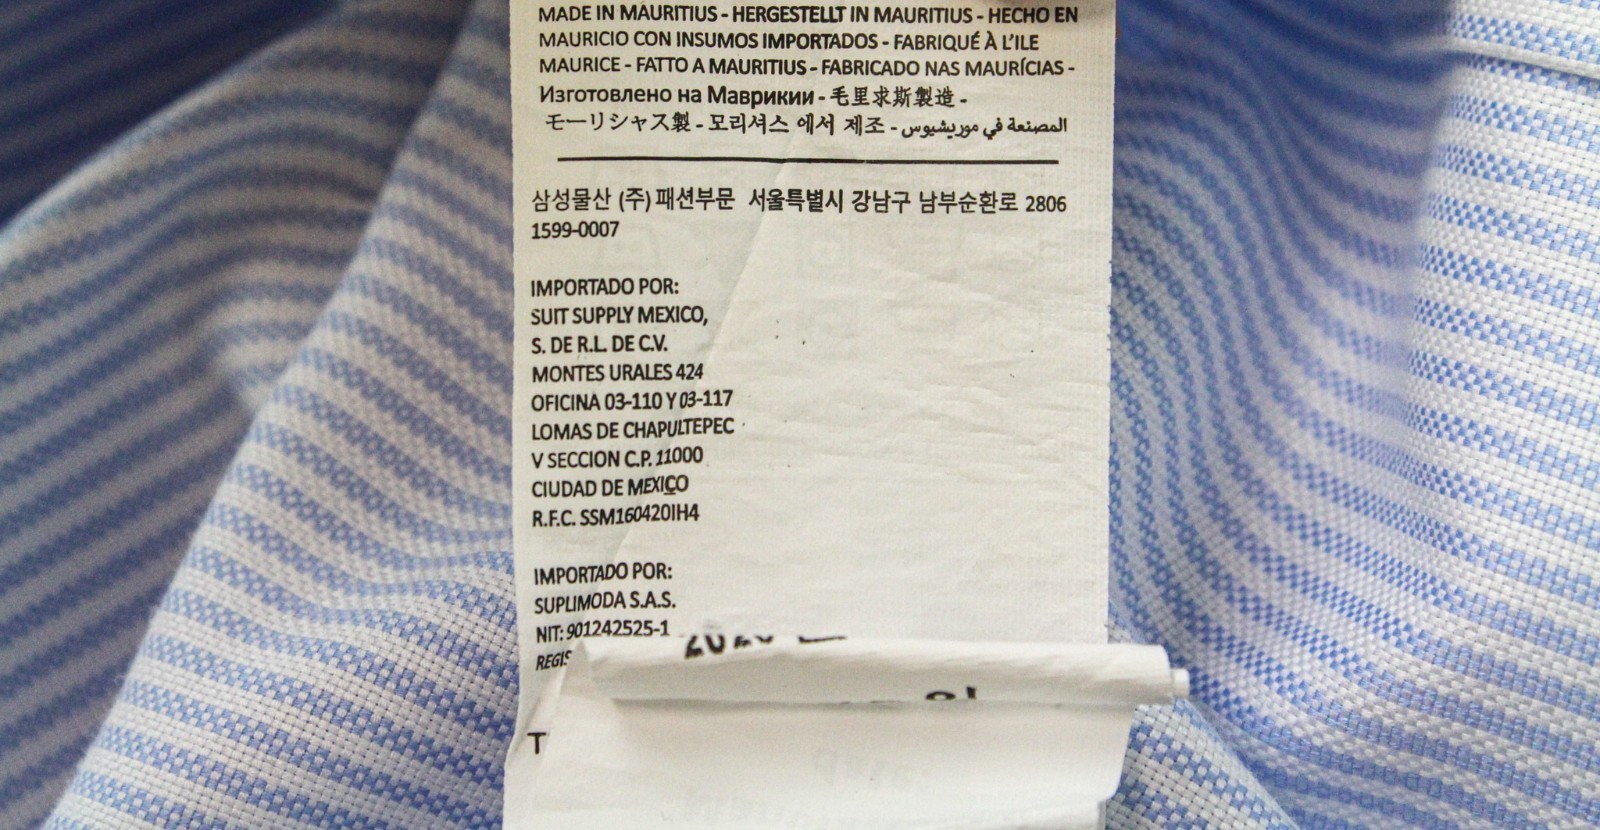 MADE IN MAURITIUS - HERGESTELLT IN MAURITIUS - HECHO EN
MAURICIO CON INSUMOS IMPORTADOS - FABRIQUÉ À L'ILE
MAURICE - FATTO A MAURITIUS - FABRICADO NAS MAURÍCIAS -
Изготовлено на Маврикии - 毛里求斯製造 -
モーリシャス製 - 모리셔스 에서 제조 - المصنعة في موريشيوس
삼성물산 (주) 패션부문 서울특별시 강남구 남부순환로 2806
1599-0007
IMPORTADO POR:
SUIT SUPPLY MEXICO,
S. DE R.L. DE C.V.
MONTES URALES 424
OFICINA 03-110 Y 03-117
LOMAS DE CHAPULTEPEC
V SECCION C.P. 11000
CIUDAD DE MEXICO
R.F.C. SSM160420IH4
IMPORTADO POR:
SUPLIMODA S.A.S.
NIT: 901242525-1